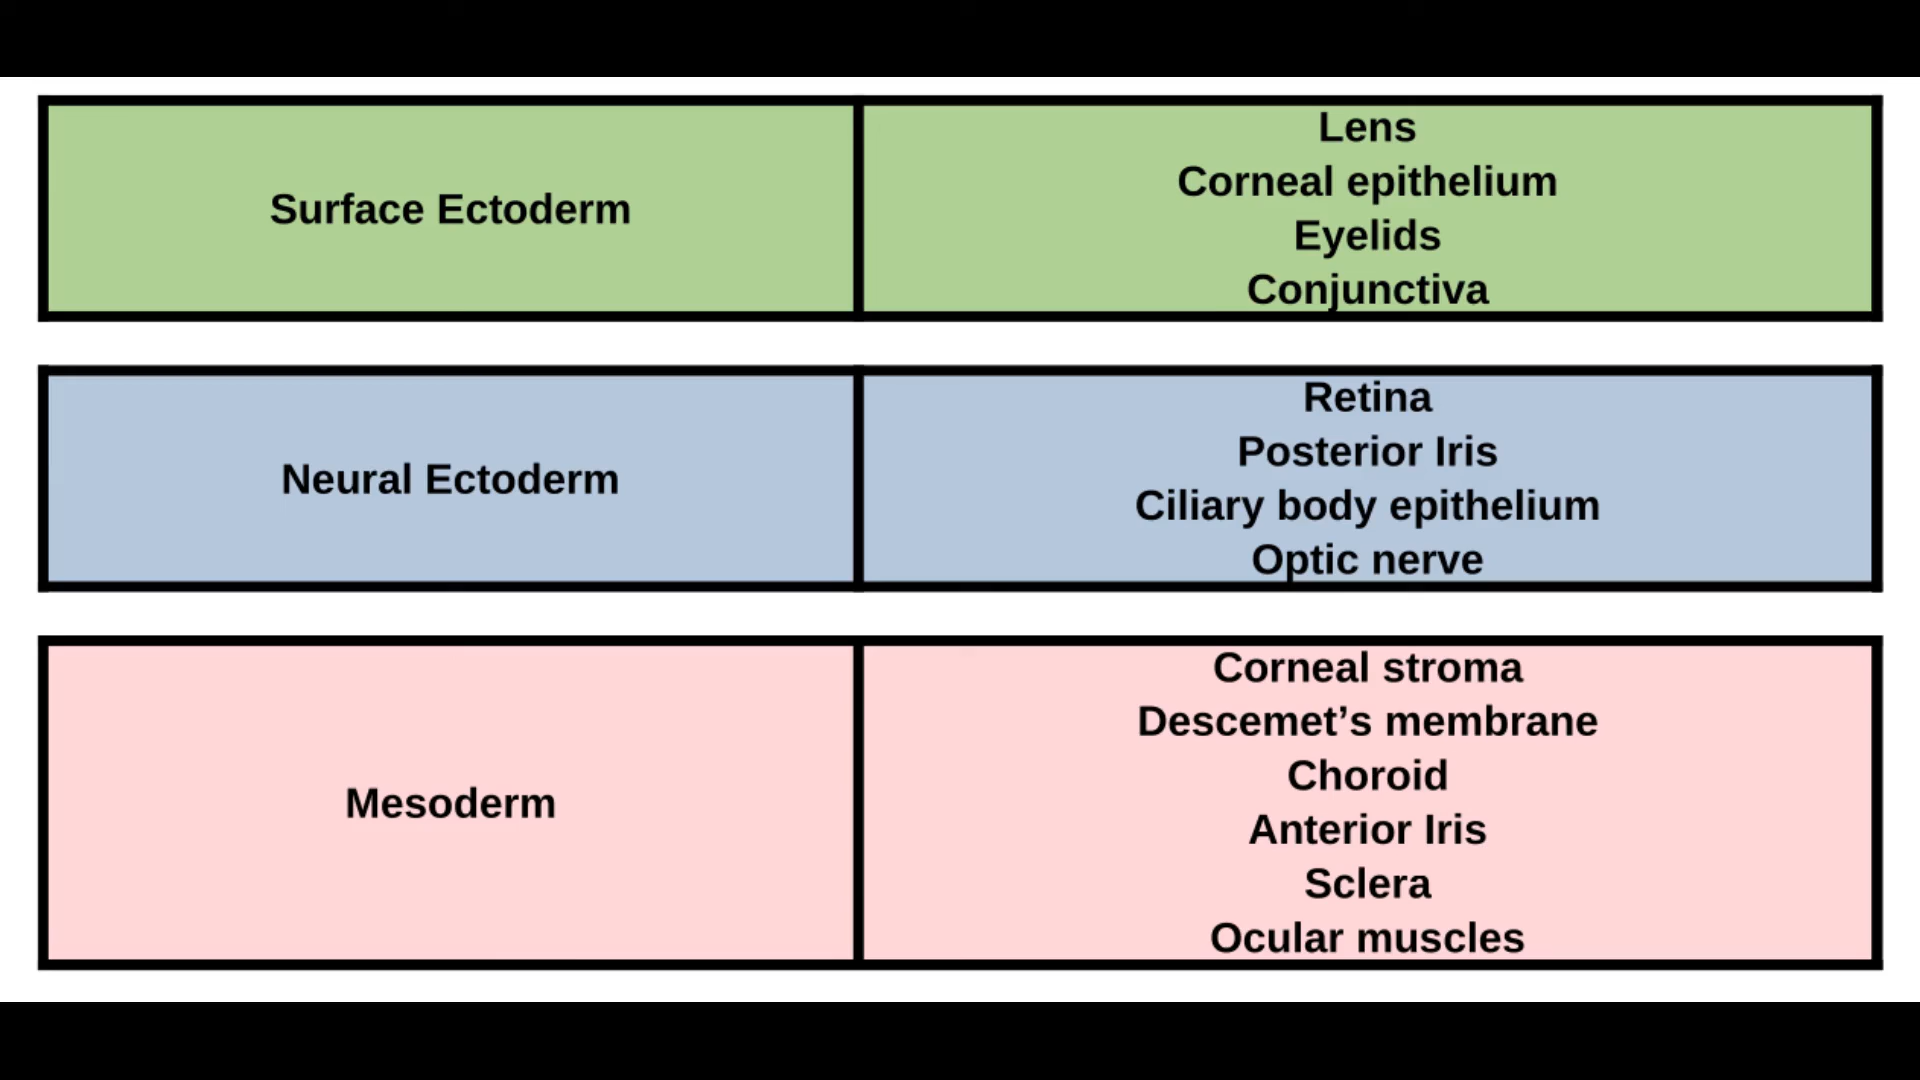 Surface Ectoderm
Lens
Corneal epithelium
Eyelids
Conjunctiva
Neural Ectoderm
Retina
Posterior Iris
Ciliary body epithelium
Optic nerve
Mesoderm
Corneal stroma
Descemet’s membrane
Choroid
Anterior Iris
Sclera
Ocular muscles